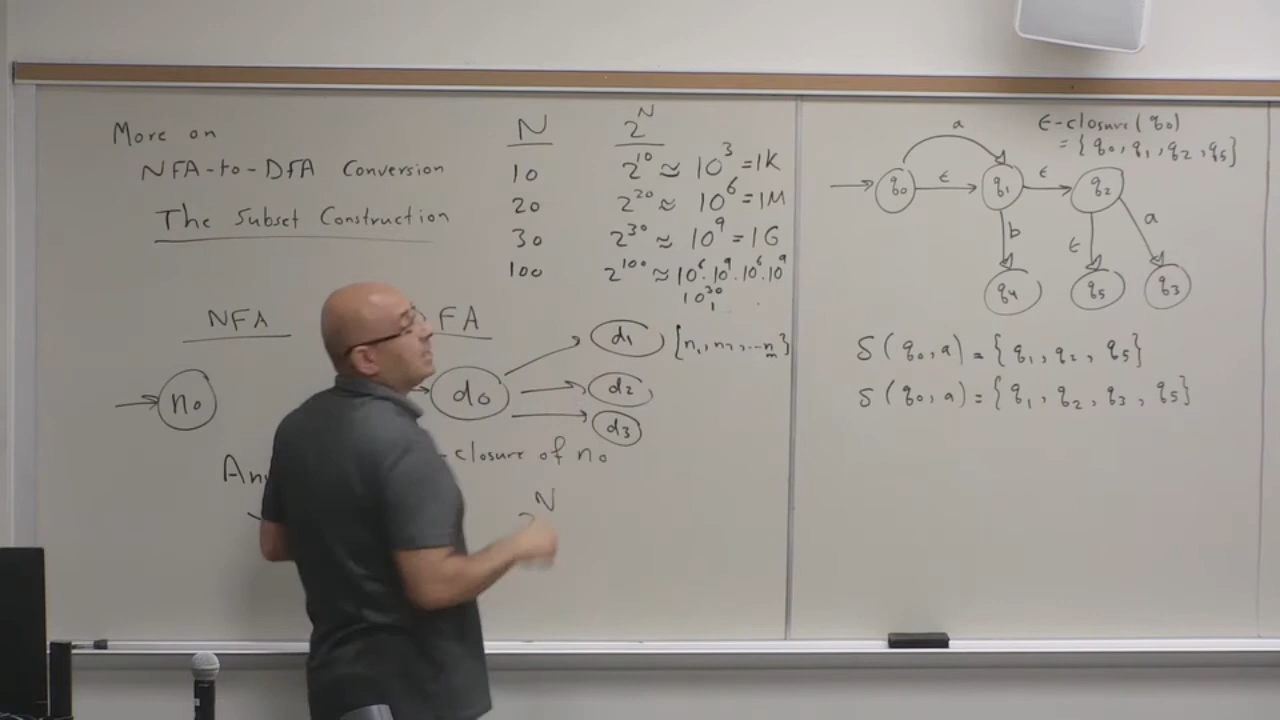 More on
NFA-to-DFA Conversion
The Subset Construction
N 2^N
10 2^10 ≈ 10^3 = 1K
20 2^20 ≈ 10^6 = 1M
30 2^30 ≈ 10^9 = 1G
100 2^100 ≈ 10^6 . 10^9 . 10^6 . 10^9
10^30
NFA FA
n0
d0
d1 {n1, n2, ... nm}
d2
d3
-closure of n0
N
ϵ-closure(q0)
= {q0, q1, q2, q5}
a
q0 ϵ q1 ϵ q2
b ϵ a
q4 q5 q3
δ(q0, a) = {q1, q2, q5}
δ(q0, a) = {q1, q2, q3, q5}